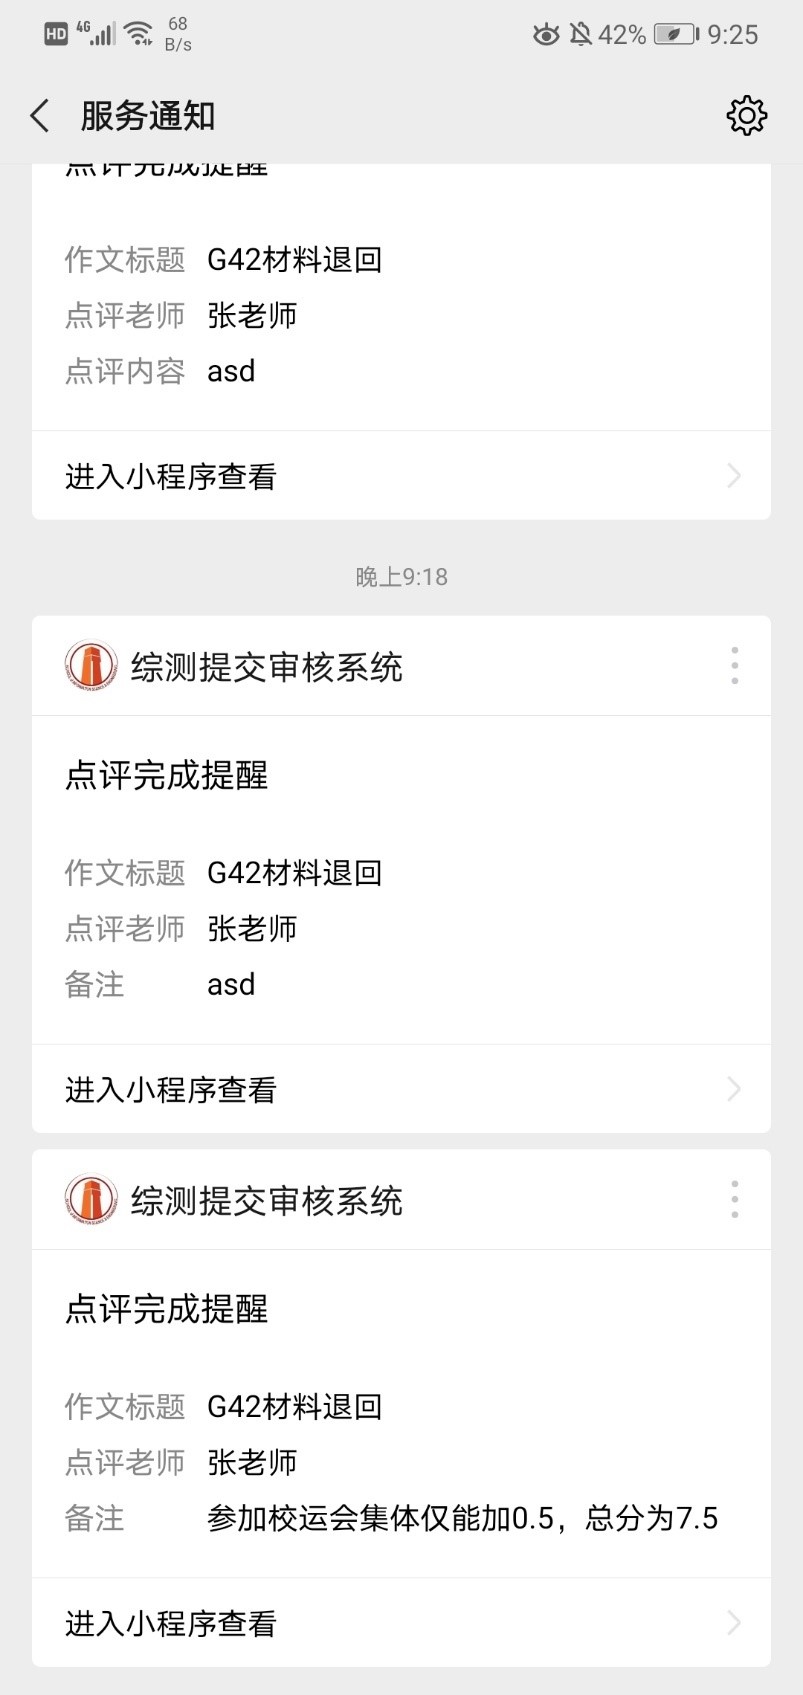 HD 4G 68 B/s 42% 9:25
服务通知
点评完成提醒
作文标题 G42材料退回
点评老师 张老师
点评内容 asd
进入小程序查看
晚上9:18
综测提交审核系统
点评完成提醒
作文标题 G42材料退回
点评老师 张老师
备注 asd
进入小程序查看
综测提交审核系统
点评完成提醒
作文标题 G42材料退回
点评老师 张老师
备注 参加校运会集体仅能加0.5，总分为7.5
进入小程序查看